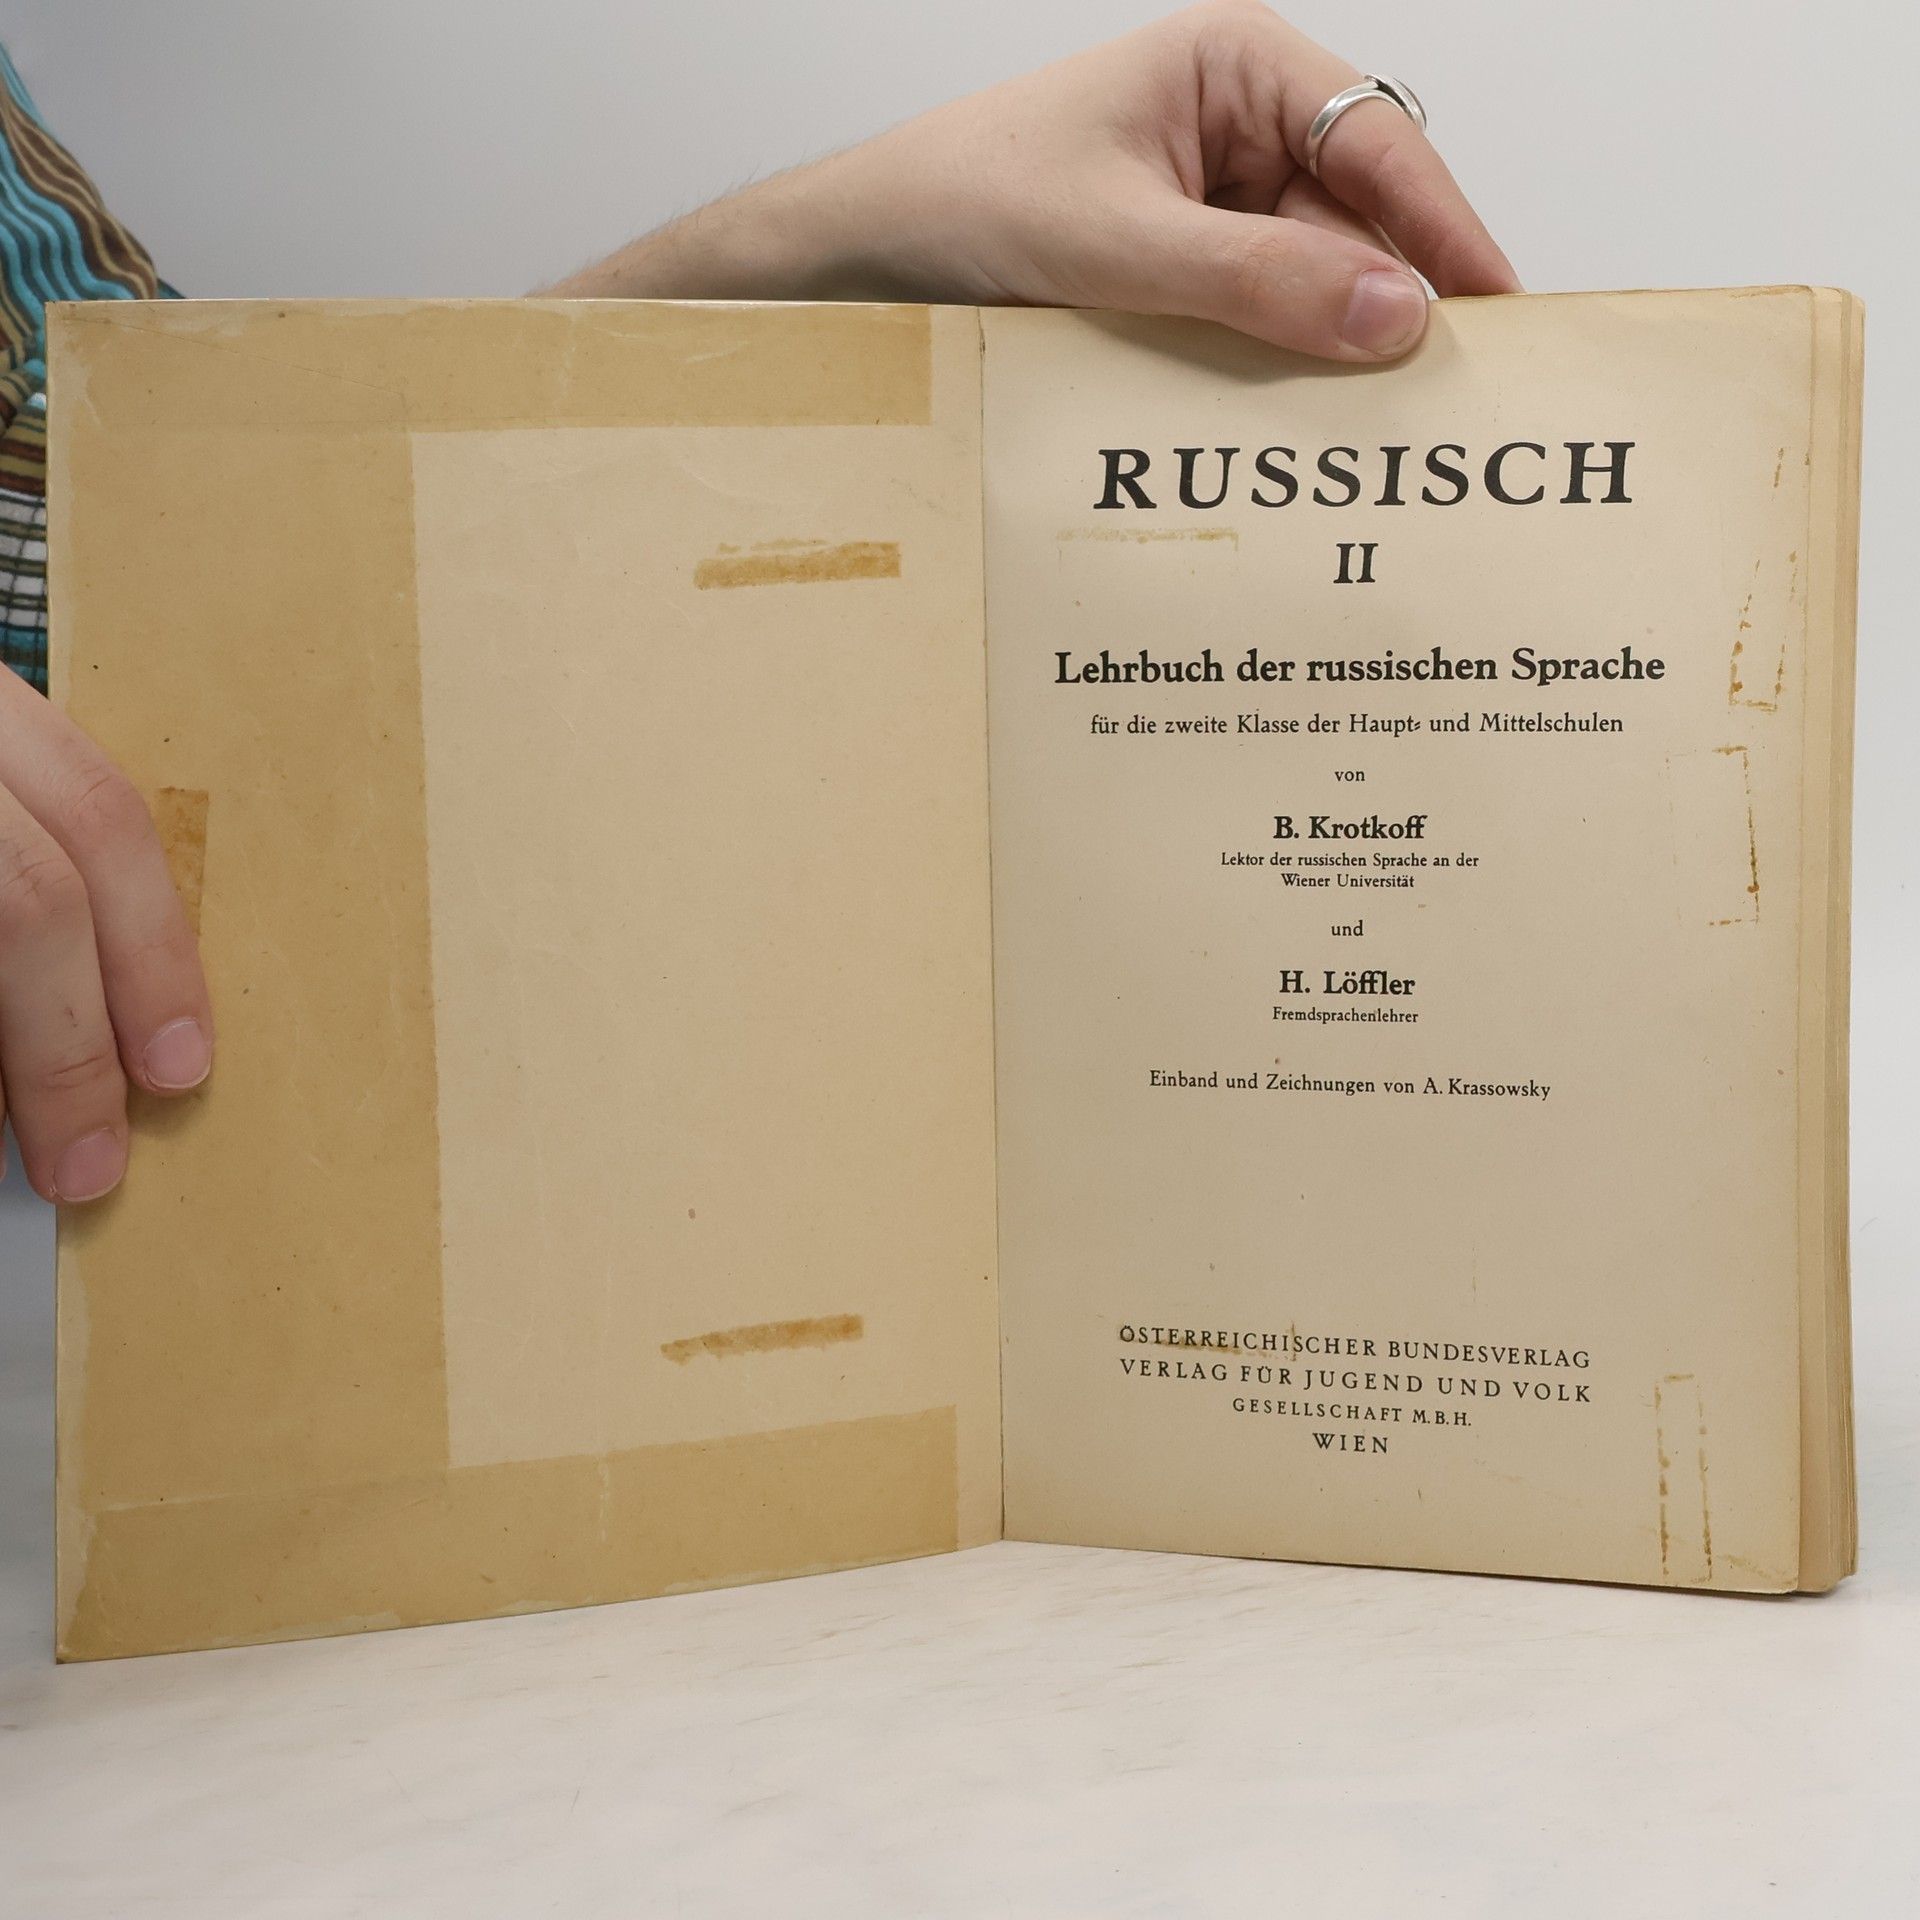 RUSSISCH
II
Lehrbuch der russischen Sprache
für die zweite Klasse der Haupt= und Mittelschulen
von
B. Krotkoff
Lektor der russischen Sprache an der
Wiener Universität
und
H. Löffler
Fremdsprachenlehrer
Einband und Zeichnungen von A. Krassowsky
ÖSTERREICHISCHER BUNDESVERLAG
VERLAG FÜR JUGEND UND VOLK
GESELLSCHAFT M.B.H.
WIEN